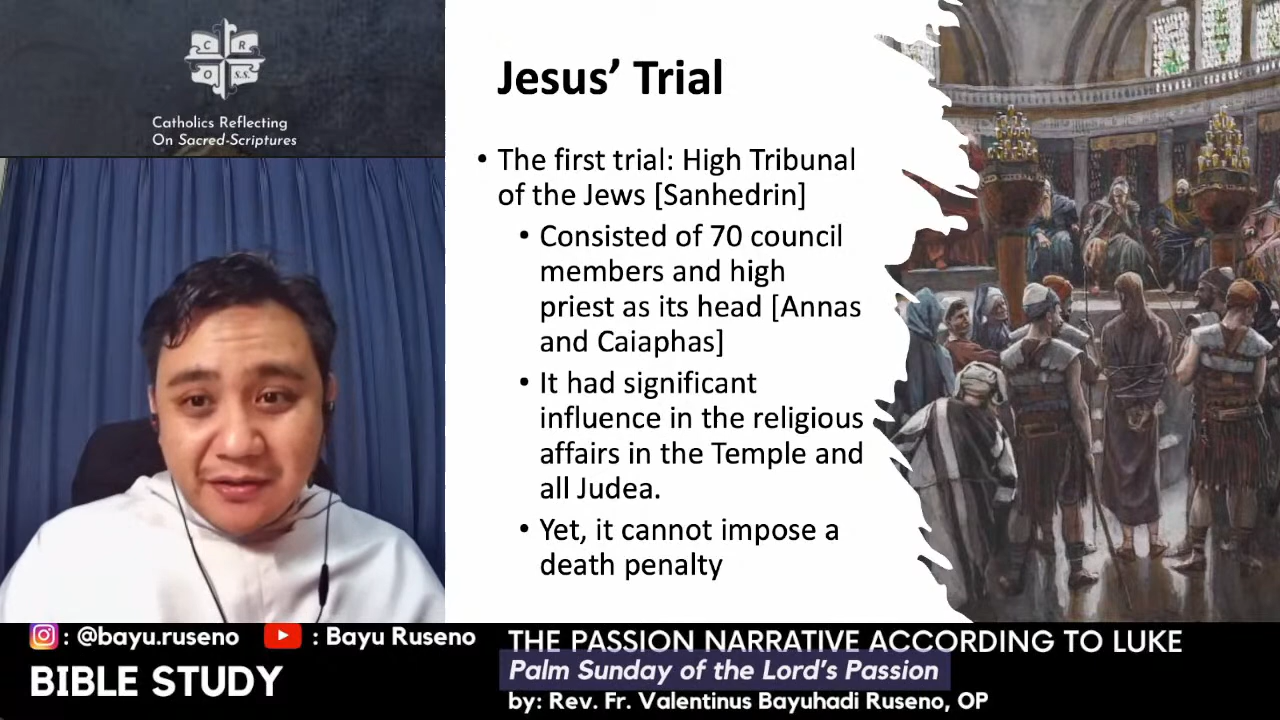 C R
O S.S.
Catholics Reflecting
On Sacred-Scriptures
Jesus’ Trial
• The first trial: High Tribunal
of the Jews [Sanhedrin]
• Consisted of 70 council
members and high
priest as its head [Annas
and Caiaphas]
• It had significant
influence in the religious
affairs in the Temple and
all Judea.
• Yet, it cannot impose a
death penalty
: @bayu.ruseno : Bayu Ruseno
BIBLE STUDY
THE PASSION NARRATIVE ACCORDING TO LUKE
Palm Sunday of the Lord’s Passion
by: Rev. Fr. Valentinus Bayuhadi Ruseno, OP